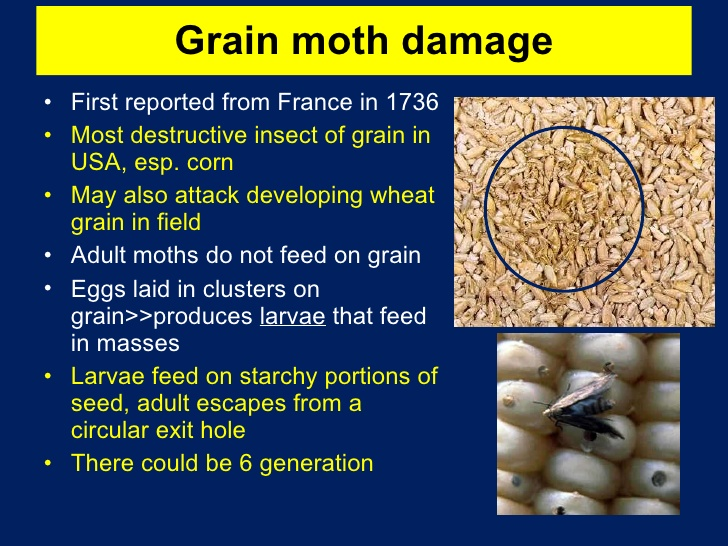 Grain moth damage
• First reported from France in 1736
• Most destructive insect of grain in
USA, esp. corn
• May also attack developing wheat
grain in field
• Adult moths do not feed on grain
• Eggs laid in clusters on
grain>>produces larvae that feed
in masses
• Larvae feed on starchy portions of
seed, adult escapes from a
circular exit hole
• There could be 6 generation